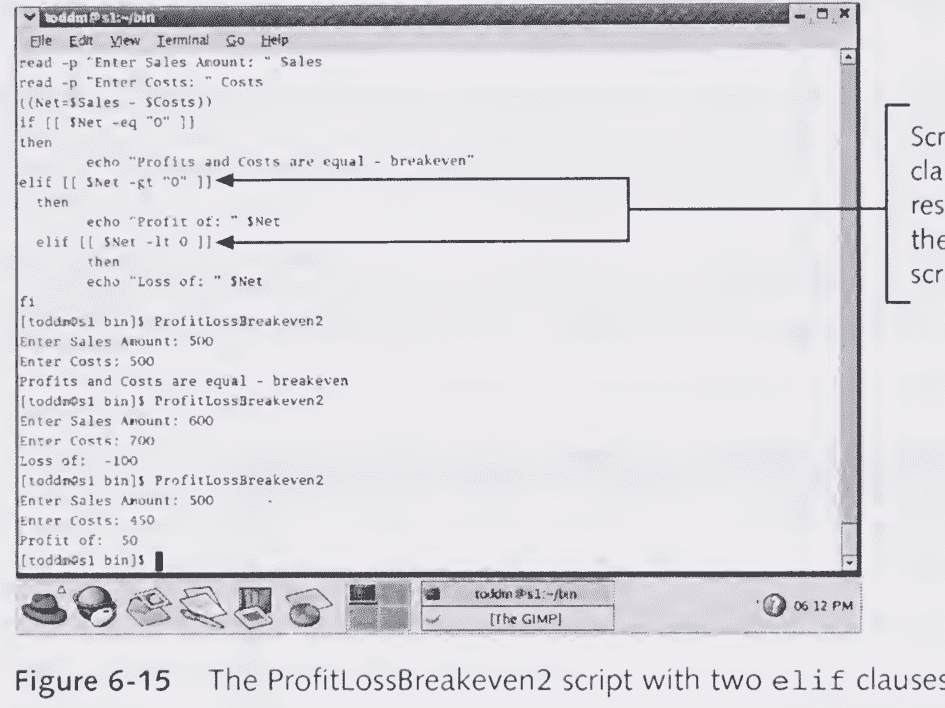 toddm@s1:~/bin
File Edit View Terminal Go Help
read -p "Enter Sales Amount: " Sales
read -p "Enter Costs: " Costs
((Net=$Sales - $Costs))
if [[ $Net -eq "0" ]]
then
echo "Profits and Costs are equal - breakeven"
elif [[ $Net -gt "0" ]]
then
echo "Profit of: " $Net
elif [[ $Net -lt 0 ]]
then
echo "Loss of: " $Net
fi
[toddm@s1 bin]$ ProfitLossBreakeven2
Enter Sales Amount: 500
Enter Costs: 500
Profits and Costs are equal - breakeven
[toddm@s1 bin]$ ProfitLossBreakeven2
Enter Sales Amount: 600
Enter Costs: 700
Loss of:  -100
[toddm@s1 bin]$ ProfitLossBreakeven2
Enter Sales Amount: 500
Enter Costs: 450
Profit of:  50
[toddm@s1 bin]$
Scr
cla
res
the
scr
toddm@s1:~/bin
[The GIMP]
06 12 PM
Figure 6-15 The ProfitLossBreakeven2 script with two elif clauses